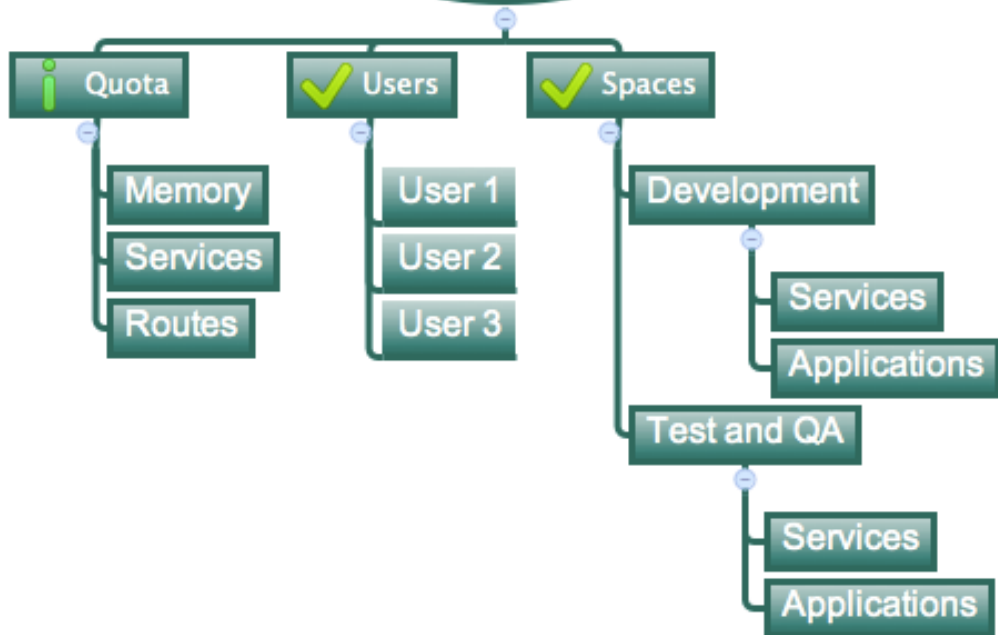 Quota
Users
Spaces
Memory
Services
Routes
User 1
User 2
User 3
Development
Services
Applications
Test and QA
Services
Applications